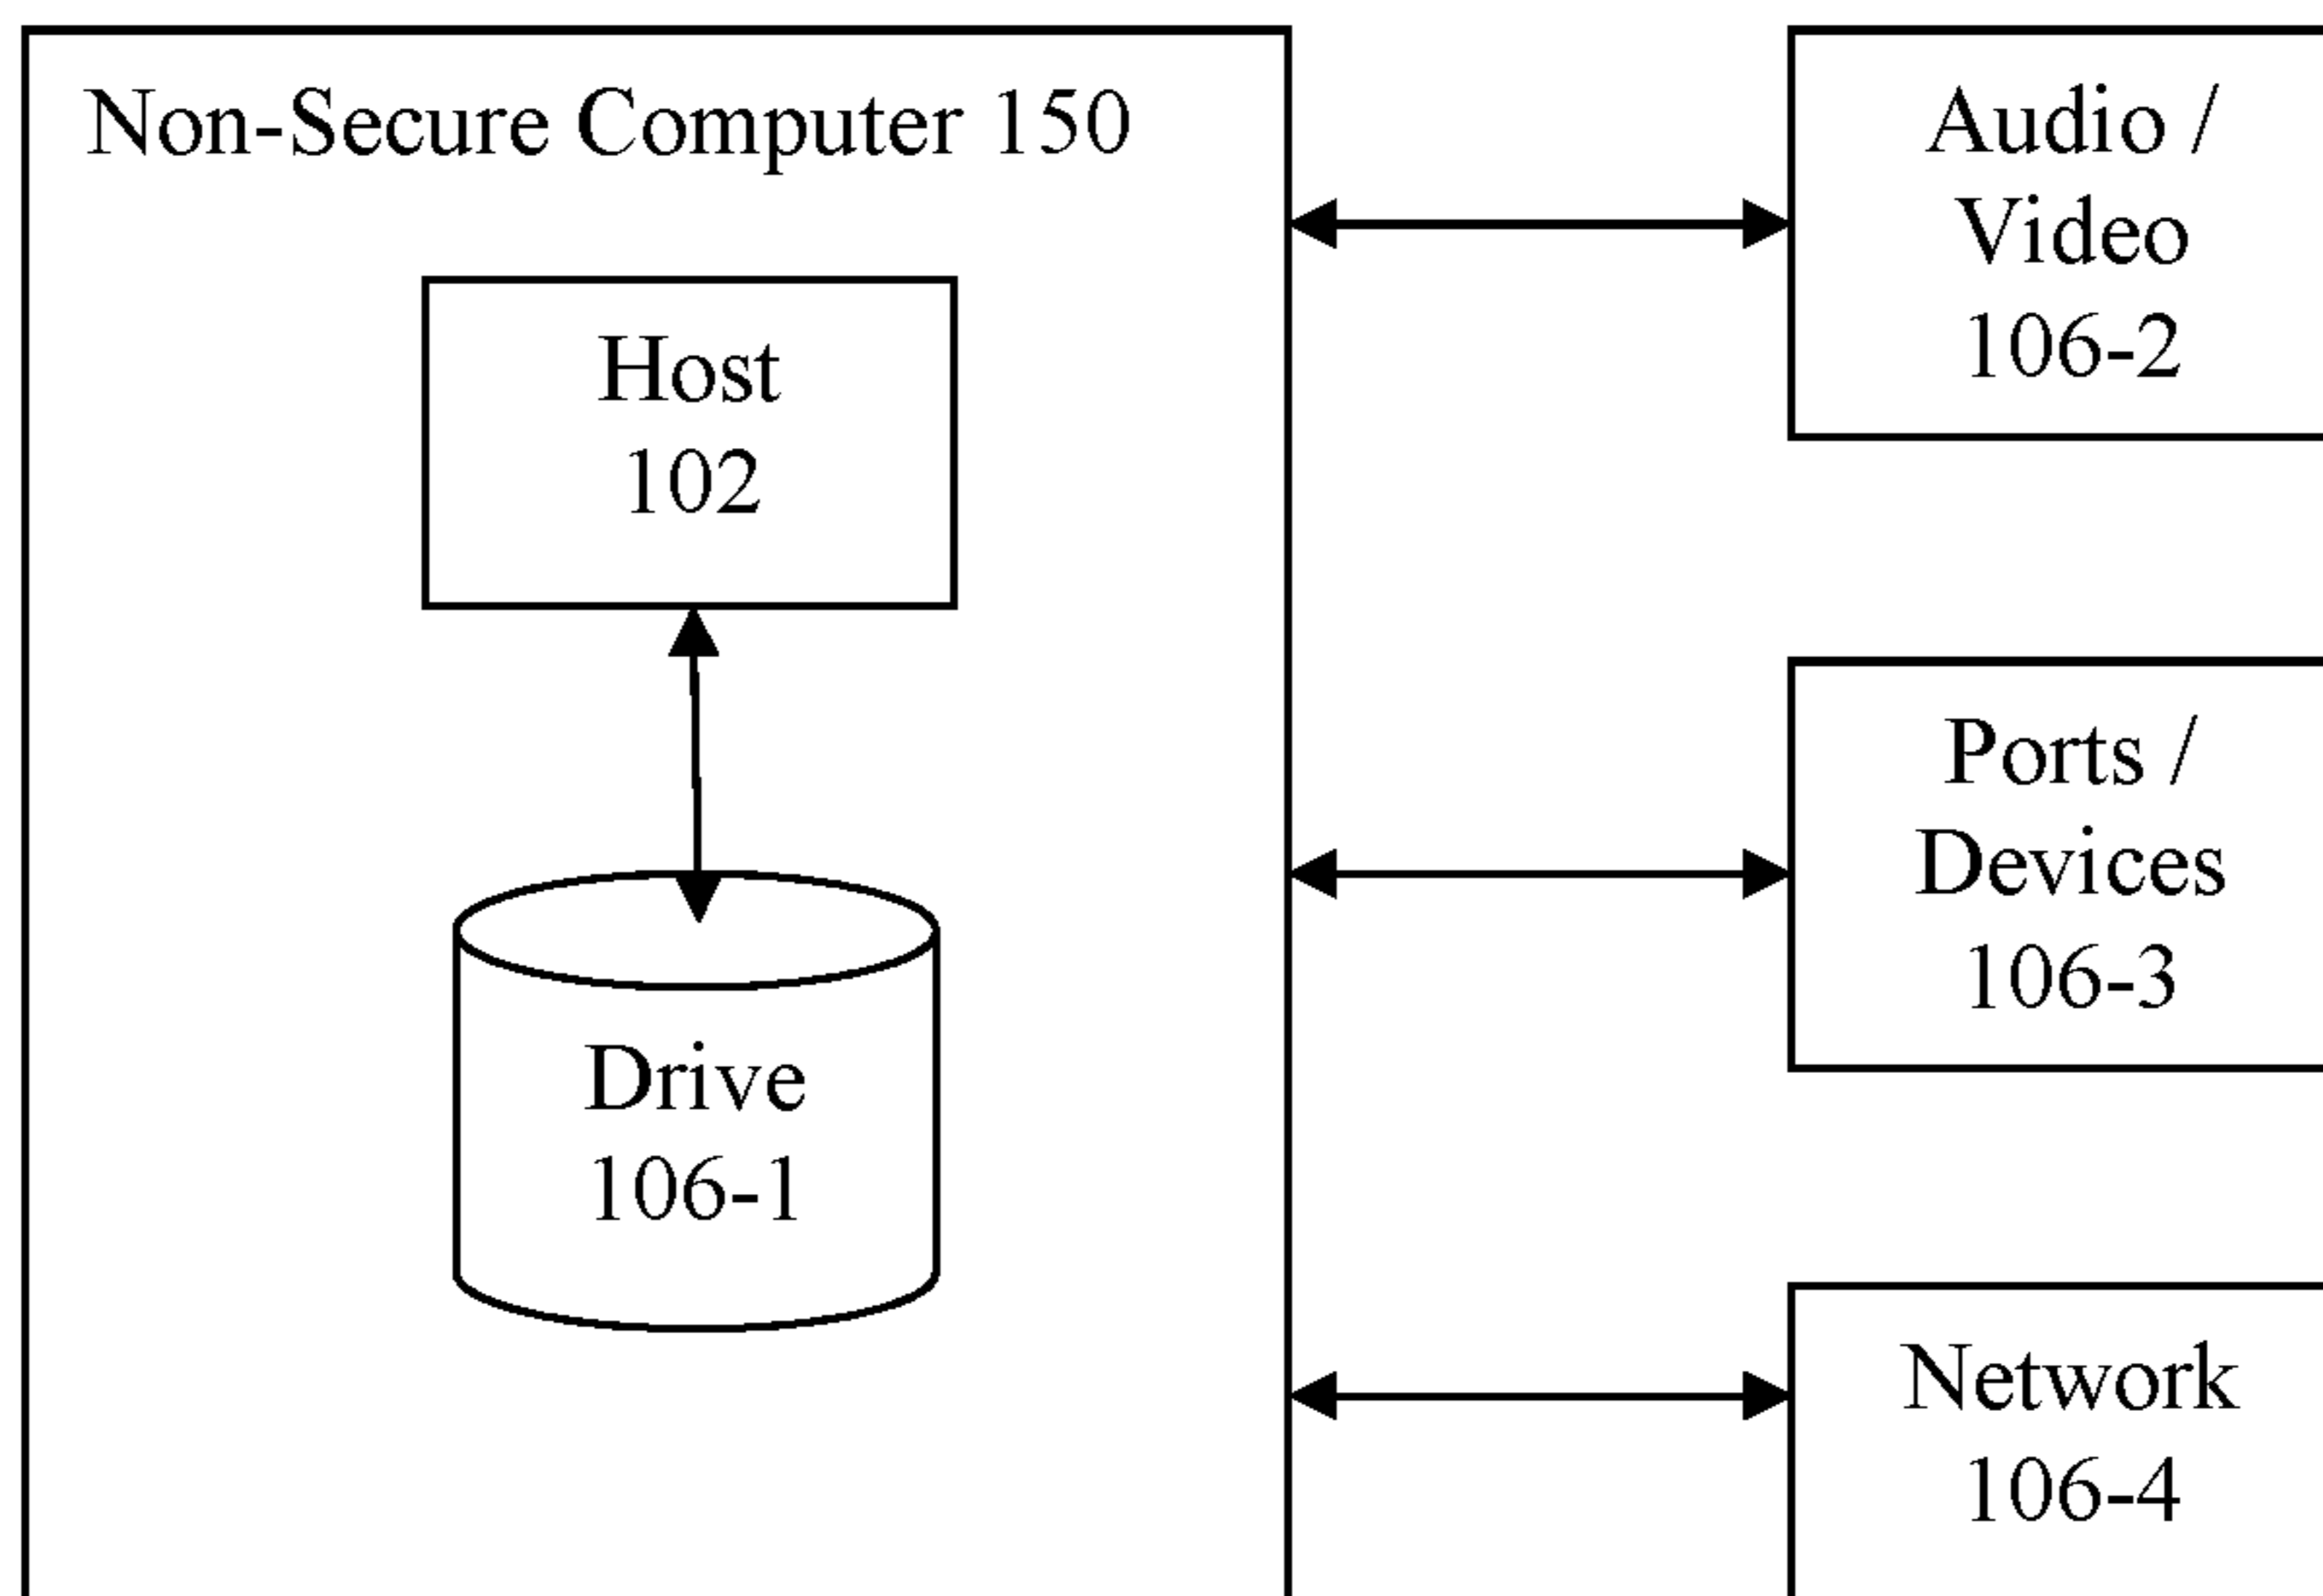 Non-Secure Computer 150
Host
102
Drive
106-1
Audio /
Video
106-2
Ports /
Devices
106-3
Network
106-4